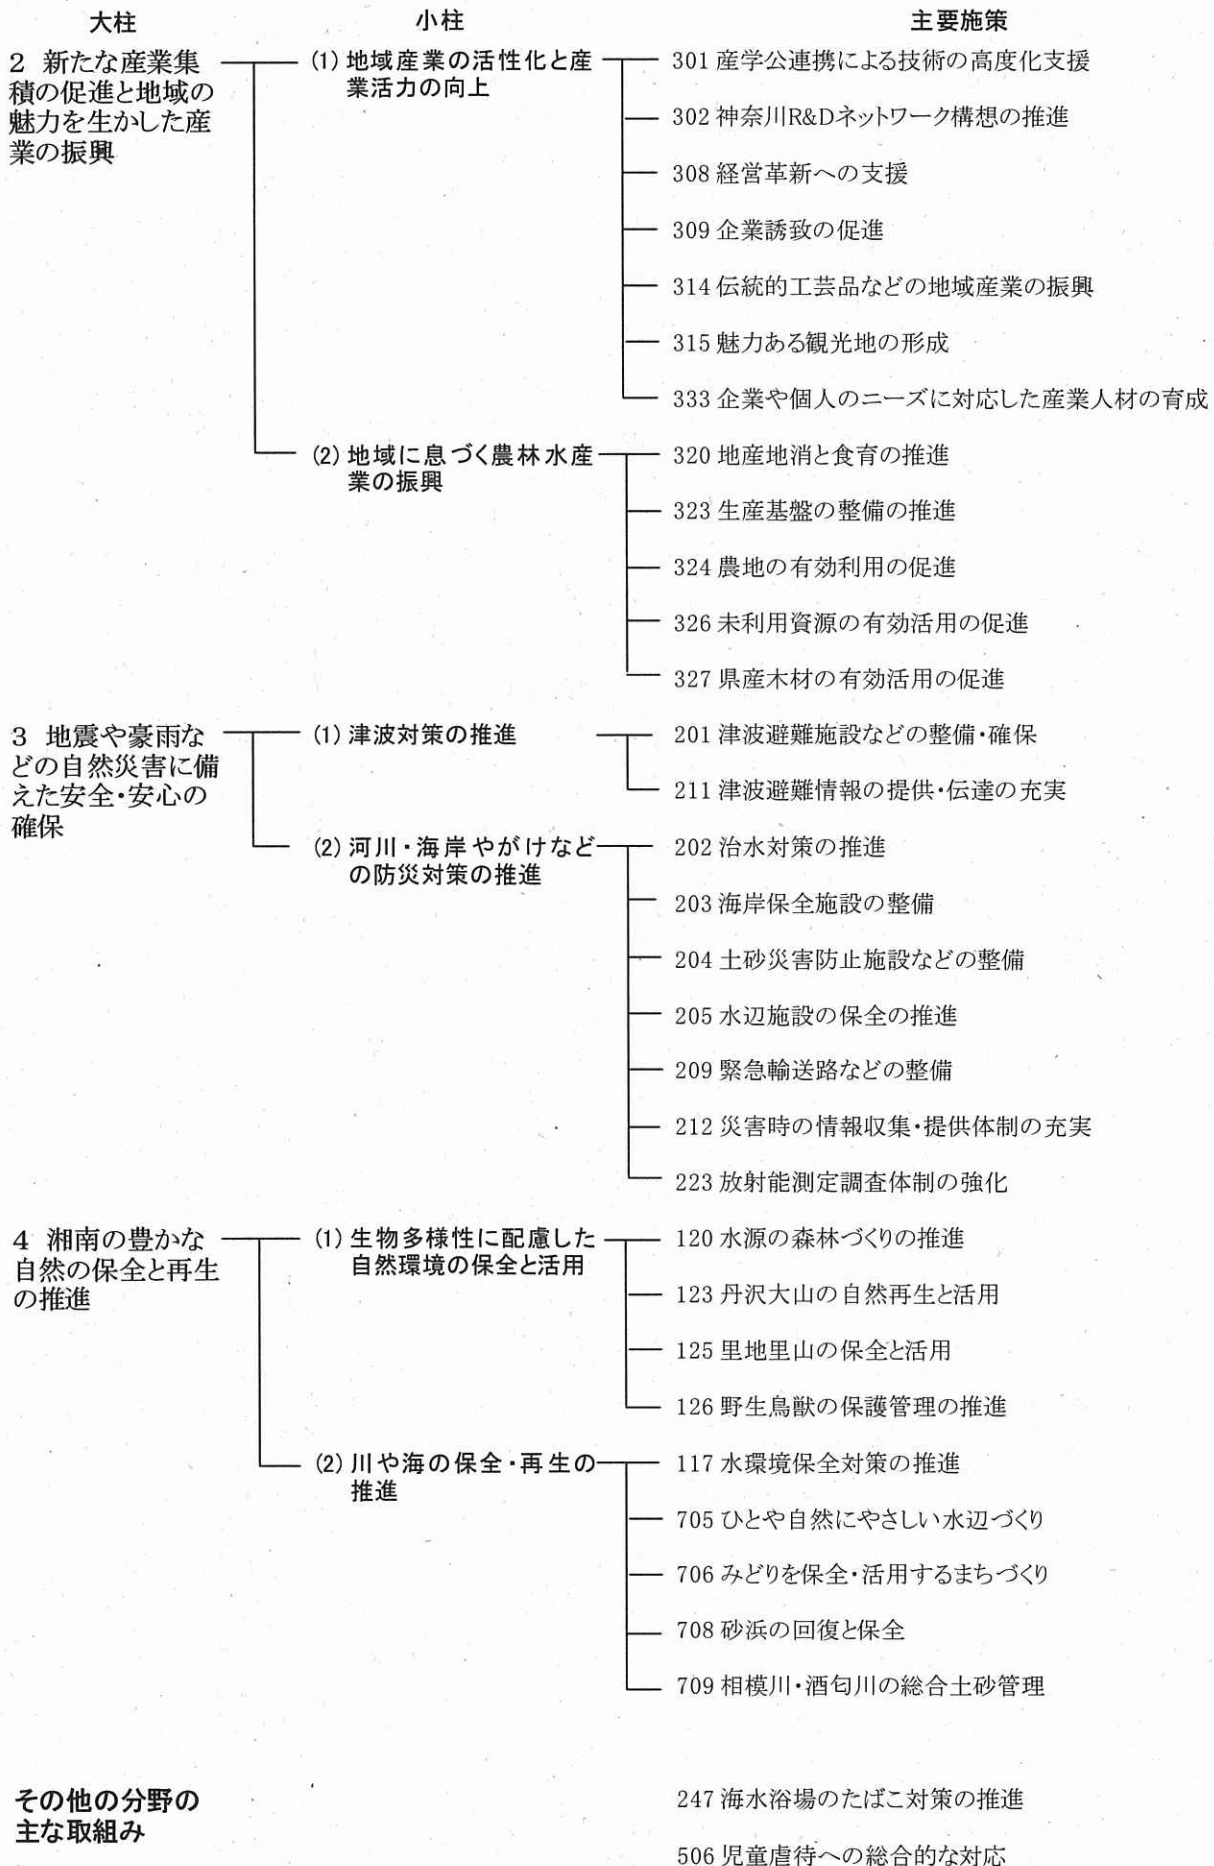 大柱 小柱 主要施策
2 新たな産業集
積の促進と地域の
魅力を生かした産
業の振興
(1) 地域産業の活性化と産
業活力の向上
301 産学公連携による技術の高度化支援
302 神奈川R&Dネットワーク構想の推進
308 経営革新への支援
309 企業誘致の促進
314 伝統的工芸品などの地域産業の振興
315 魅力ある観光地の形成
333 企業や個人のニーズに対応した産業人材の育成
(2) 地域に息づく農林水産
業の振興
320 地産地消と食育の推進
323 生産基盤の整備の推進
324 農地の有効利用の促進
326 未利用資源の有効活用の促進
327 県産木材の有効活用の促進
3 地震や豪雨な
どの自然災害に備
えた安全・安心の
確保
(1) 津波対策の推進
201 津波避難施設などの整備・確保
211 津波避難情報の提供・伝達の充実
(2) 河川・海岸やがけなど
の防災対策の推進
202 治水対策の推進
203 海岸保全施設の整備
204 土砂災害防止施設などの整備
205 水辺施設の保全の推進
209 緊急輸送路などの整備
212 災害時の情報収集・提供体制の充実
223 放射能測定調査体制の強化
4 湘南の豊かな
自然の保全と再生
の推進
(1) 生物多様性に配慮した
自然環境の保全と活用
120 水源の森林づくりの推進
123 丹沢大山の自然再生と活用
125 里地里山の保全と活用
126 野生鳥獣の保護管理の推進
(2) 川や海の保全・再生の
推進
117 水環境保全対策の推進
705 ひとや自然にやさしい水辺づくり
706 みどりを保全・活用するまちづくり
708 砂浜の回復と保全
709 相模川・酒匂川の総合土砂管理
その他の分野の
主な取組み
247 海水浴場のたばこ対策の推進
506 児童虐待への総合的な対応